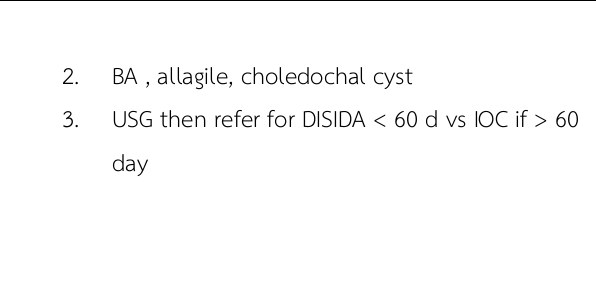 2. BA , allagile, choledochal cyst
3. USG then refer for DISIDA < 60 d vs IOC if > 60
day